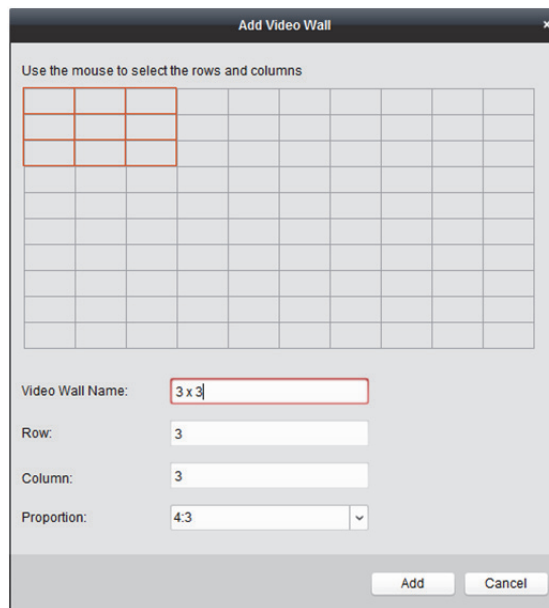 Add Video Wall
Use the mouse to select the rows and columns
Video Wall Name: 3 x 3
Row: 3
Column: 3
Proportion: 4:3
Add Cancel